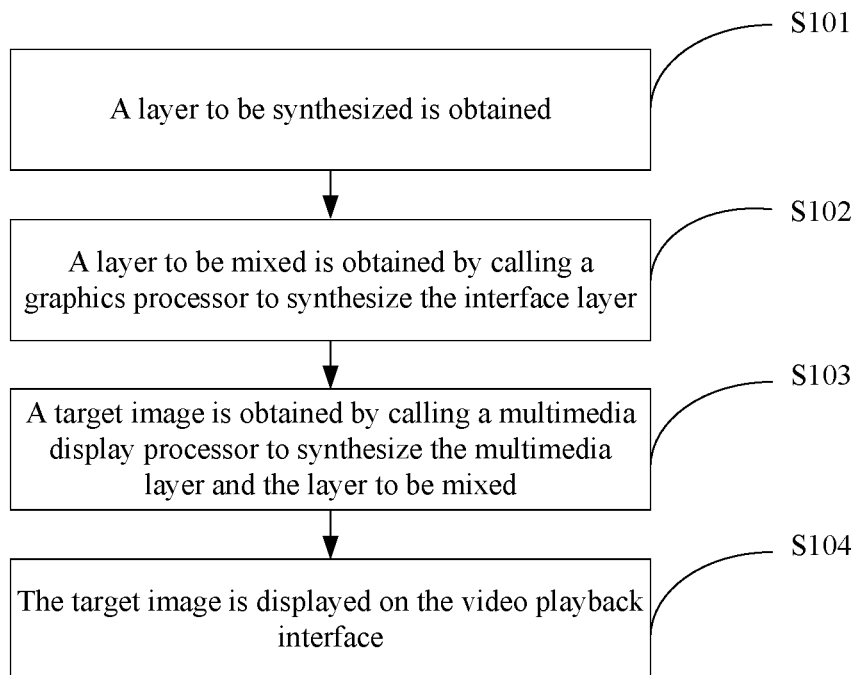 S101
A layer to be synthesized is obtained
S102
A layer to be mixed is obtained by calling a
graphics processor to synthesize the interface layer
S103
A target image is obtained by calling a multimedia
display processor to synthesize the multimedia
layer and the layer to be mixed
S104
The target image is displayed on the video playback
interface